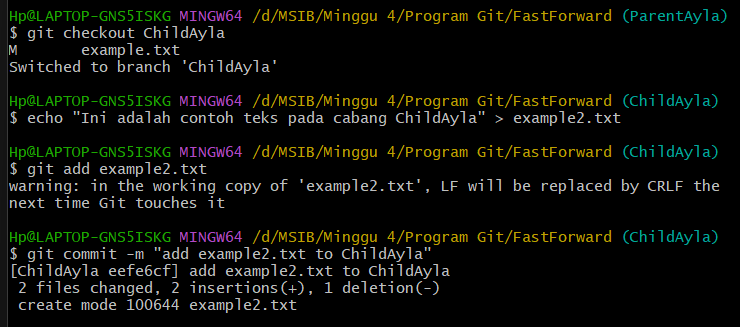 Hp@LAPTOP-GNS5ISKG MINGW64 /d/MSIB/Minggu 4/Program Git/FastForward (ParentAyla)
$ git checkout ChildAyla
M       example.txt
Switched to branch 'ChildAyla'
Hp@LAPTOP-GNS5ISKG MINGW64 /d/MSIB/Minggu 4/Program Git/FastForward (ChildAyla)
$ echo "Ini adalah contoh teks pada cabang ChildAyla" > example2.txt
Hp@LAPTOP-GNS5ISKG MINGW64 /d/MSIB/Minggu 4/Program Git/FastForward (ChildAyla)
$ git add example2.txt
warning: in the working copy of 'example2.txt', LF will be replaced by CRLF the
next time Git touches it
Hp@LAPTOP-GNS5ISKG MINGW64 /d/MSIB/Minggu 4/Program Git/FastForward (ChildAyla)
$ git commit -m "add example2.txt to ChildAyla"
[ChildAyla eefe6cf] add example2.txt to ChildAyla
 2 files changed, 2 insertions(+), 1 deletion(-)
 create mode 100644 example2.txt